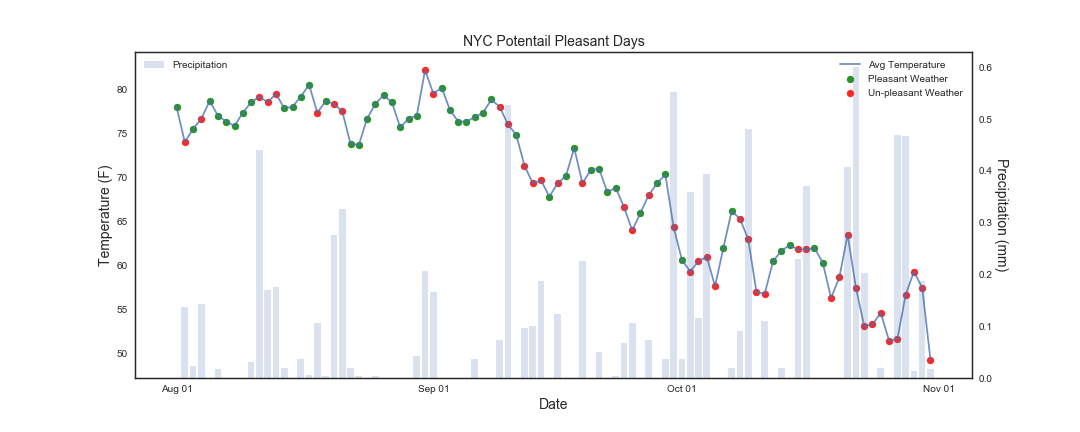 NYC Potentail Pleasant Days
Precipitation
Avg Temperature
Pleasant Weather
Un-pleasant Weather
80
75
70
65
60
55
50
Temperature (F)
0.6
0.5
0.4
0.3
0.2
0.1
0.0
Precipitation (mm)
Aug 01
Sep 01
Oct 01
Nov 01
Date